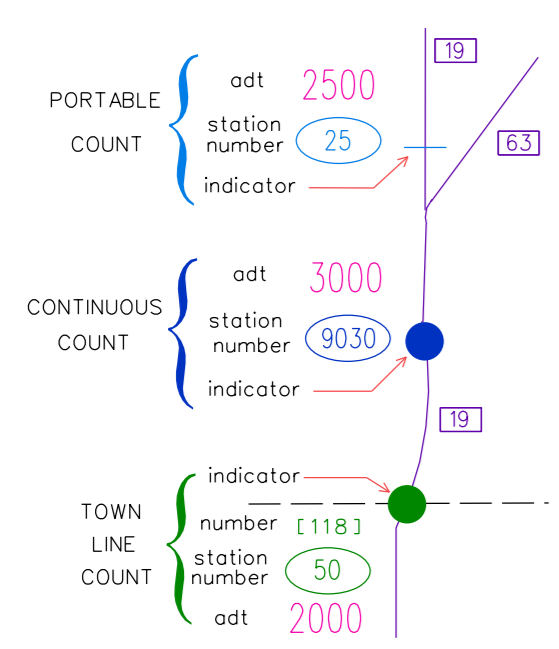 19
adt 2500
PORTABLE
COUNT
station
number 25
63
indicator
adt 3000
CONTINUOUS
COUNT
station
number 9030
indicator
19
indicator
TOWN
LINE
COUNT
number [118]
station
number 50
adt 2000